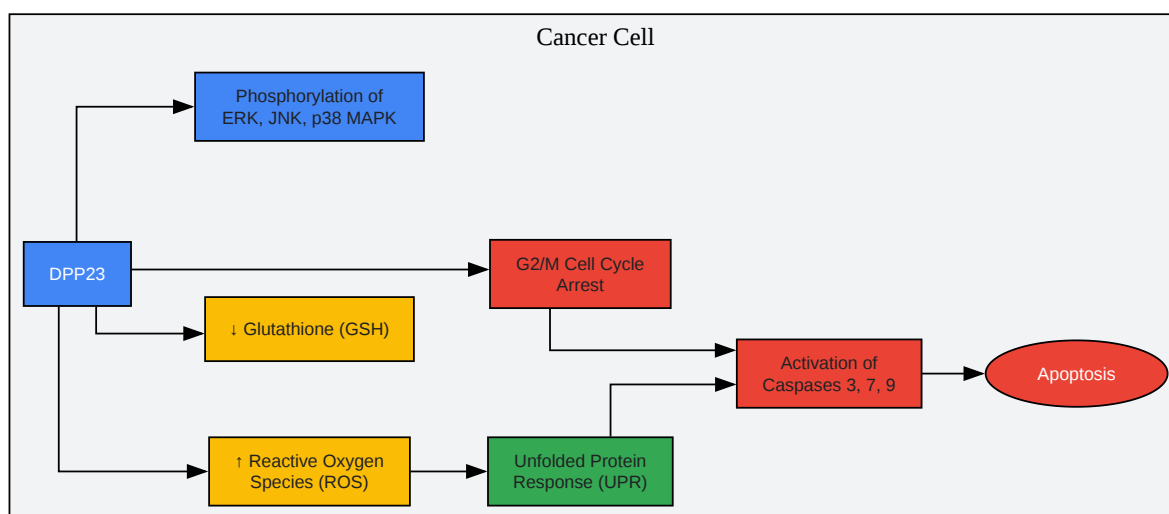 Cancer Cell
Phosphorylation of
ERK, JNK, p38 MAPK
DPP23
G2/M Cell Cycle
Arrest
↓ Glutathione (GSH)
Activation of
Caspases 3, 7, 9
Apoptosis
↑ Reactive Oxygen
Species (ROS)
Unfolded Protein
Response (UPR)